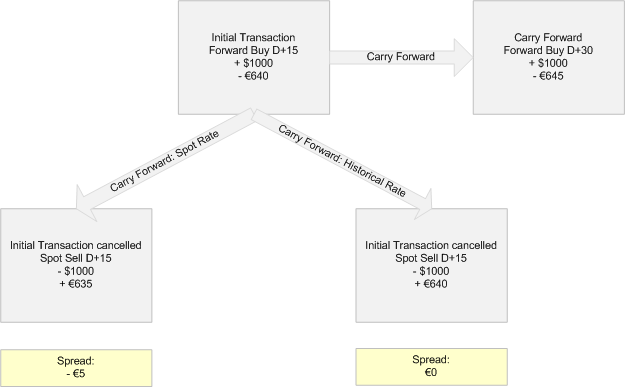 Initial Transaction
Forward Buy D+15
+ $1000
- €640
Carry Forward
Carry Forward
Forward Buy D+30
+ $1000
- €645
Carry Forward: Spot Rate
Carry Forward: Historical Rate
Initial Transaction cancelled
Spot Sell D+15
- $1000
+ €635
Initial Transaction cancelled
Spot Sell D+15
- $1000
+ €640
Spread:
- €5
Spread:
€0